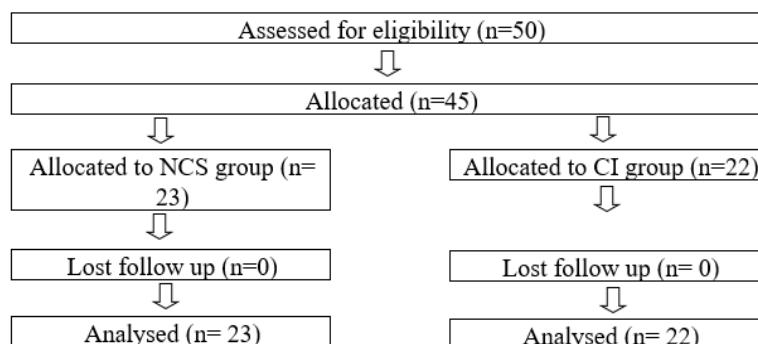 Assessed for eligibility (n=50)
Allocated (n=45)
Allocated to NCS group (n=
23)
Allocated to CI group (n=22)
Lost follow up (n=0)
Lost follow up (n= 0)
Analysed (n= 23)
Analysed (n= 22)